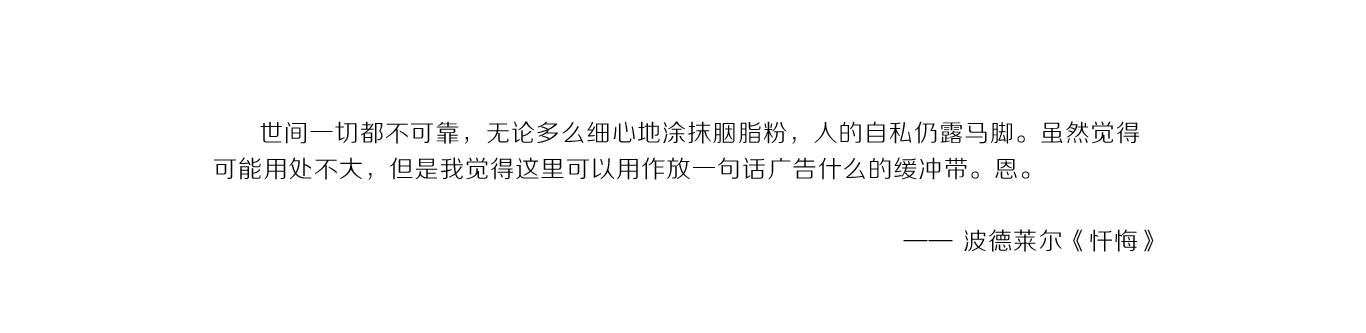 世间一切都不可靠，无论多么细心地涂抹胭脂粉，人的自私仍露马脚。虽然觉得
可能用处不大，但是我觉得这里可以用作放一句话广告什么的缓冲带。恩。
—— 波德莱尔《忏悔》